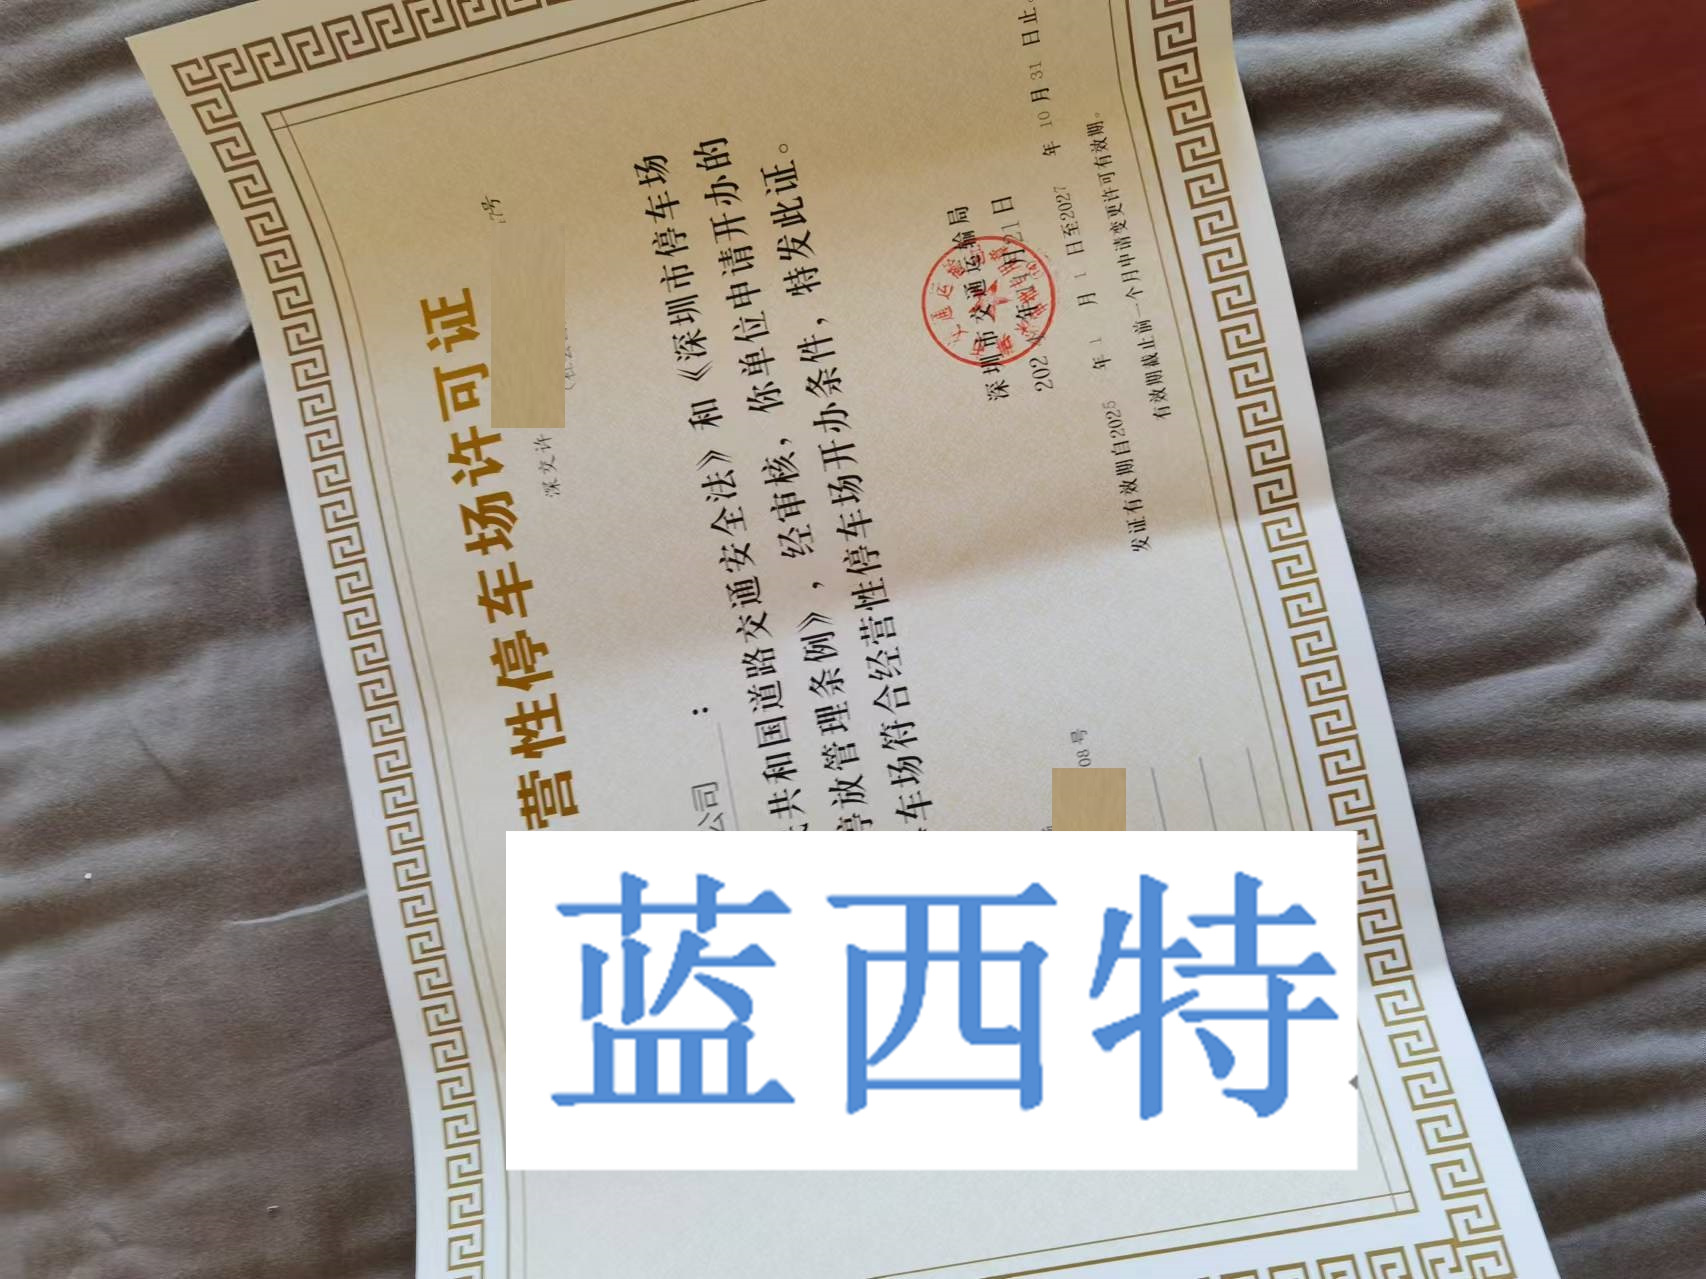 营性停车场许可证
深交许
号
公司：
共和国道路交通安全法》和《深圳市停车场
停放管理条例》，经审核，你单位申请开办的
车场符合经营性停车场开办条件，特发此证。
深圳市交通运输局
202 年 月21日
发证有效期自2025年1月1日至2027年10月31日止。
有效期截止前一个月申请变更许可有效期。
08号
蓝西特